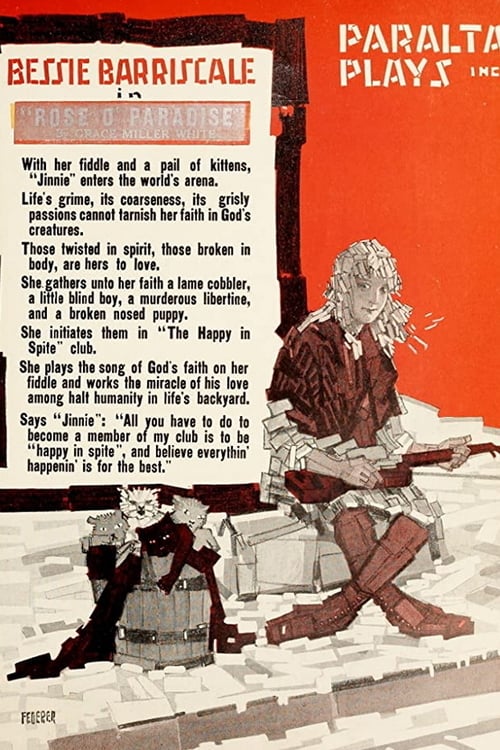 PARALTA
PLAYS INC
BESSIE BARRISCALE
in
"ROSE O' PARADISE"
By GRACE MILLER WHITE
With her fiddle and a pail of kittens,
"Jinnie" enters the world's arena.
Life's grime, its coarseness, its grisly
passions cannot tarnish her faith in God's
creatures.
Those twisted in spirit, those broken in
body, are hers to love.
She gathers unto her faith a lame cobbler,
a little blind boy, a murderous libertine,
and a broken nosed puppy.
She initiates them in "The Happy in
Spite" club.
She plays the song of God's faith on her
fiddle and works the miracle of his love
among halt humanity in life's backyard.
Says "Jinnie": "All you have to do to
become a member of my club is to be
"happy in spite", and believe everythin'
happenin' is for the best."
FEDERER